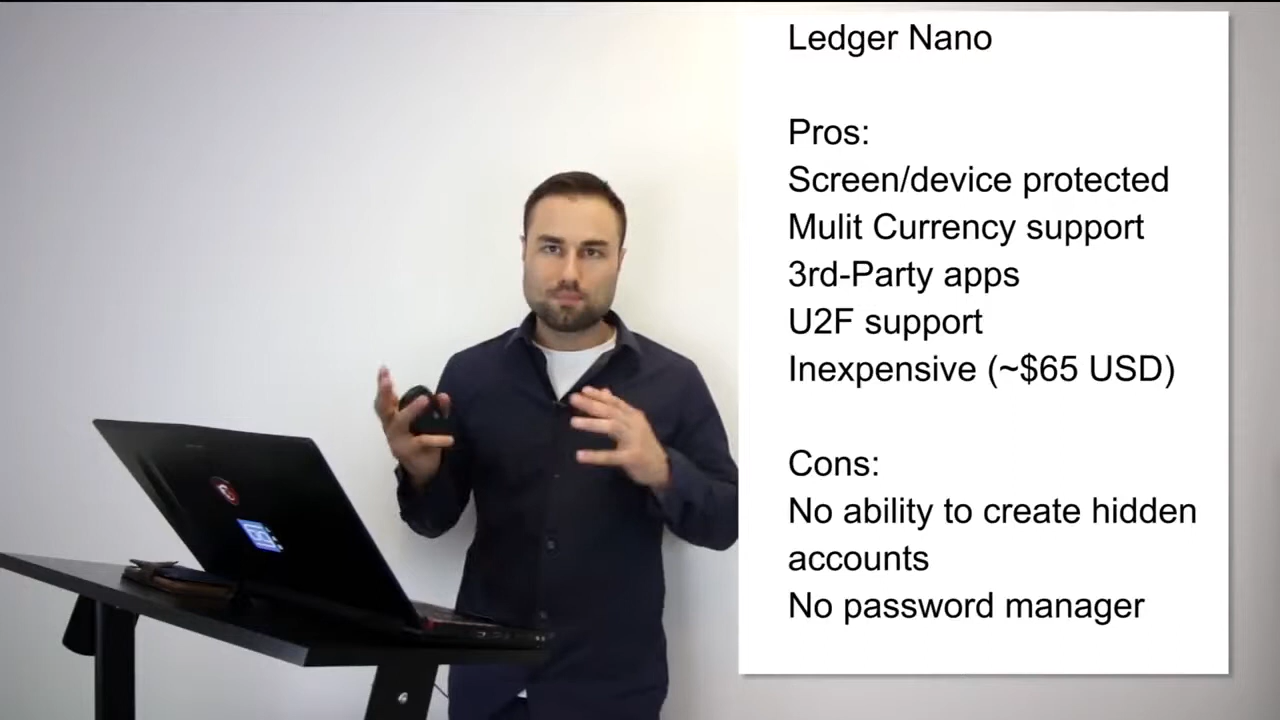 Ledger Nano
Pros:
Screen/device protected
Mulit Currency support
3rd-Party apps
U2F support
Inexpensive (~$65 USD)
Cons:
No ability to create hidden
accounts
No password manager